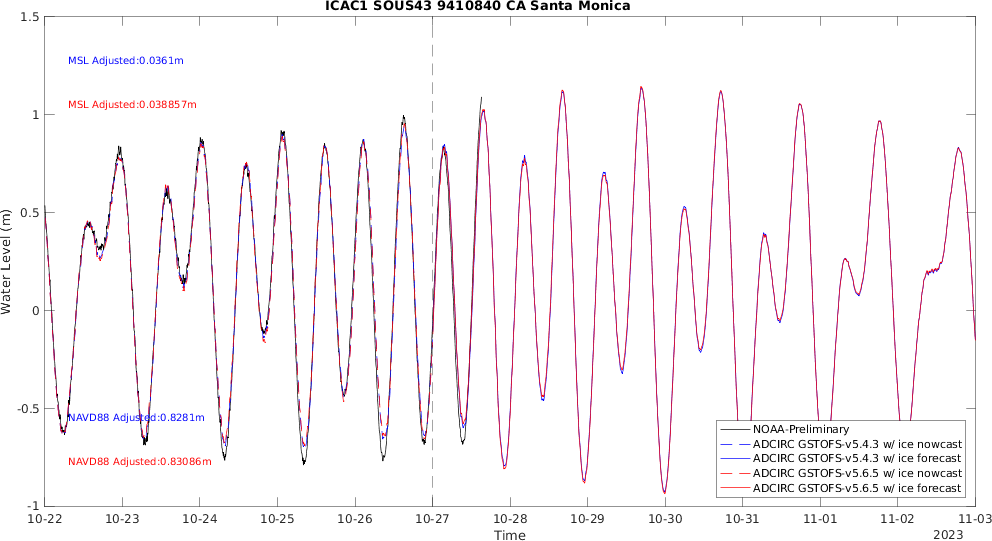 ICAC1 SOUS43 9410840 CA Santa Monica
1.5
1
0.5
0
-0.5
-1
Water Level (m)
MSL Adjusted:0.0361m
MSL Adjusted:0.038857m
NAVD88 Adjusted:0.8281m
NAVD88 Adjusted:0.83086m
NOAA-Preliminary
ADCIRC GSTOFS-v5.4.3 w/ ice nowcast
ADCIRC GSTOFS-v5.4.3 w/ ice forecast
ADCIRC GSTOFS-v5.6.5 w/ ice nowcast
ADCIRC GSTOFS-v5.6.5 w/ ice forecast
10-22 10-23 10-24 10-25 10-26 10-27 10-28 10-29 10-30 10-31 11-01 11-02 11-03
Time
2023